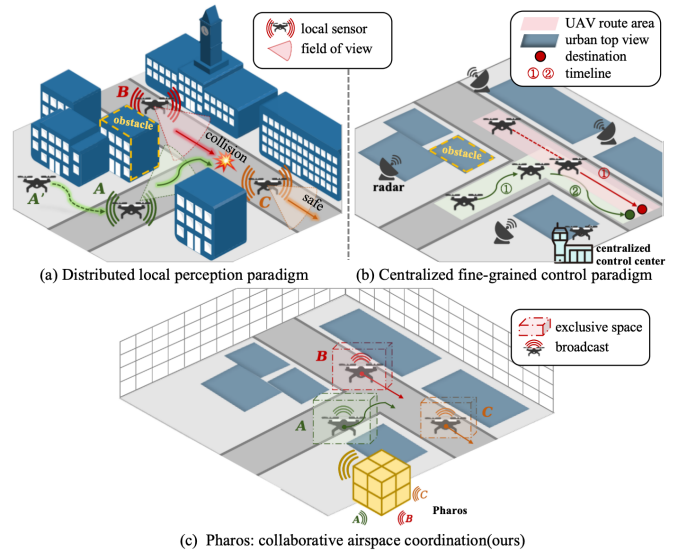 local sensor
field of view
B
obstacle
collision
A'
A
C
safe
(a) Distributed local perception paradigm
UAV route area
urban top view
destination
①② timeline
obstacle
radar
①
①
②
centralized
control center
(b) Centralized fine-grained control paradigm
exclusive space
broadcast
B
A
C
C
Pharos
A
B
(c) Pharos: collaborative airspace coordination(ours)